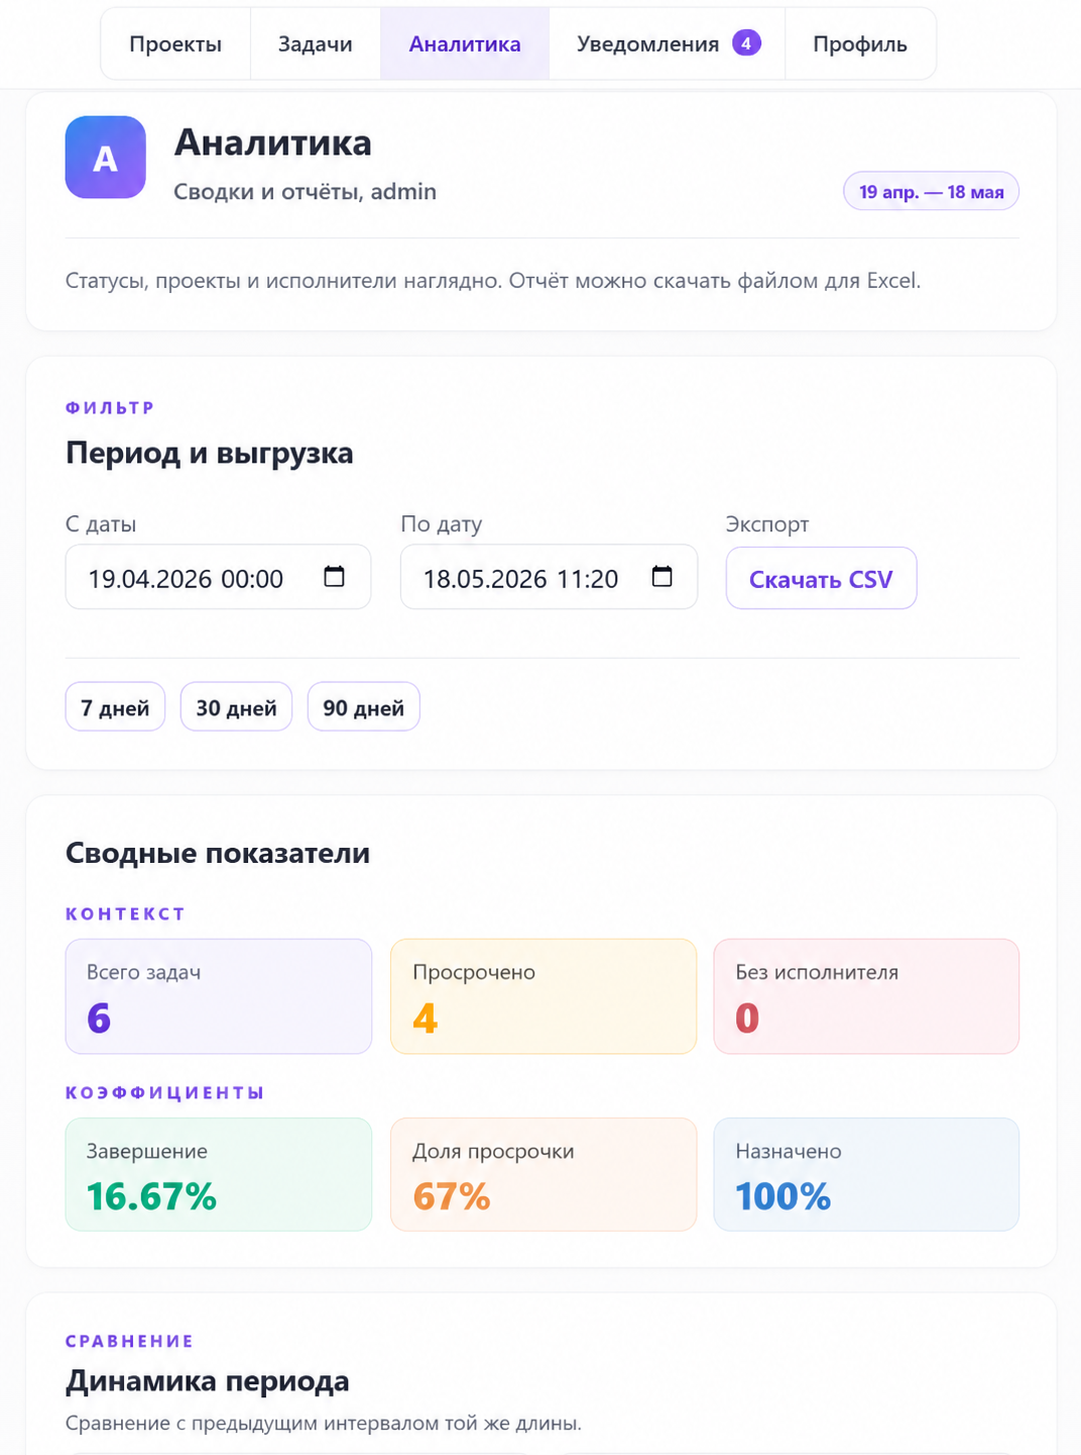 Проекты Задачи Аналитика Уведомления 4 Профиль
A
Аналитика
Сводки и отчёты, admin
19 апр. — 18 мая
Статусы, проекты и исполнители наглядно. Отчёт можно скачать файлом для Excel.
ФИЛЬТР
Период и выгрузка
С даты По дату Экспорт
19.04.2026 00:00 18.05.2026 11:20 Скачать CSV
7 дней 30 дней 90 дней
Сводные показатели
КОНТЕКСТ
Всего задач Просрочено Без исполнителя
6 4 0
КОЭФФИЦИЕНТЫ
Завершение Доля просрочки Назначено
16.67% 67% 100%
СРАВНЕНИЕ
Динамика периода
Сравнение с предыдущим интервалом той же длины.